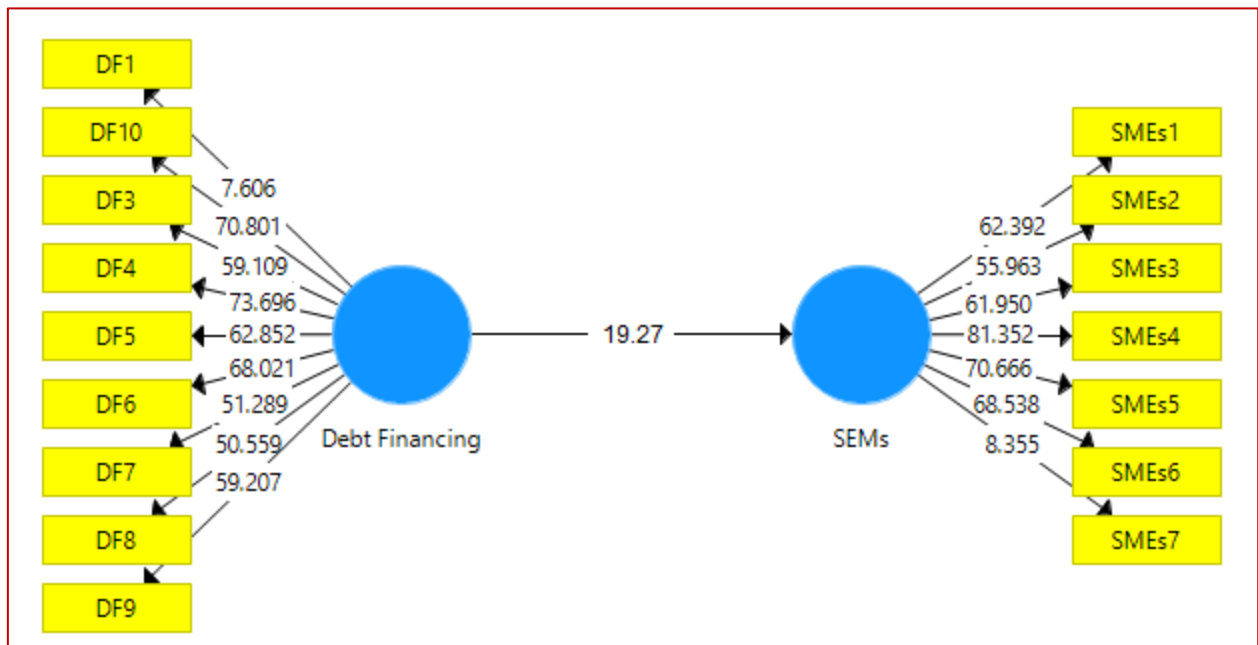 DF1
DF10
DF3
DF4
DF5
DF6
DF7
DF8
DF9
7.606
70.801
59.109
73.696
62.852
68.021
51.289
50.559
59.207
Debt Financing
19.27
SEMs
62.392
55.963
61.950
81.352
70.666
68.538
8.355
SMEs1
SMEs2
SMEs3
SMEs4
SMEs5
SMEs6
SMEs7